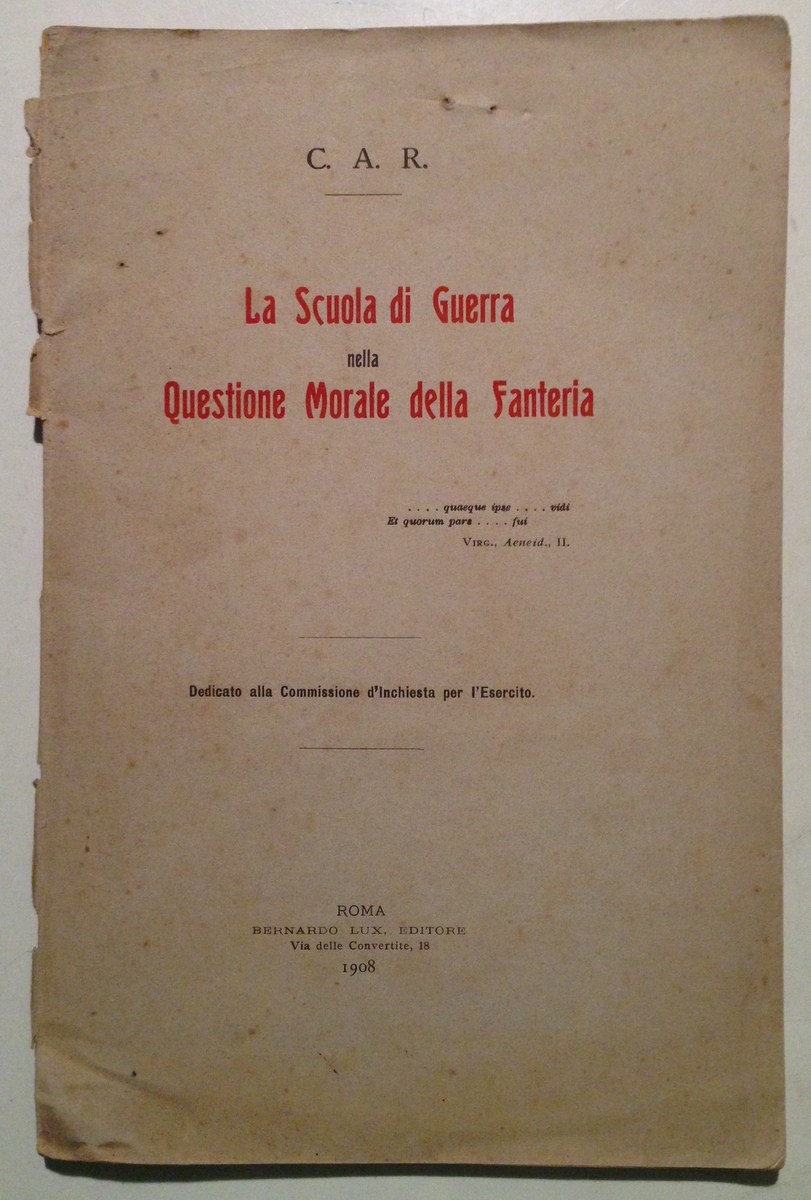 C. A. R.
La Scuola di Guerra
nella
Questione Morale della Fanteria
. . . . quaeque ipse . . . . vidi
Et quorum pars . . . . fui
VIRG., Aeneid., II.
Dedicato alla Commissione d'Inchiesta per l'Esercito.
ROMA
BERNARDO LUX, EDITORE
Via delle Convertite, 18
1908